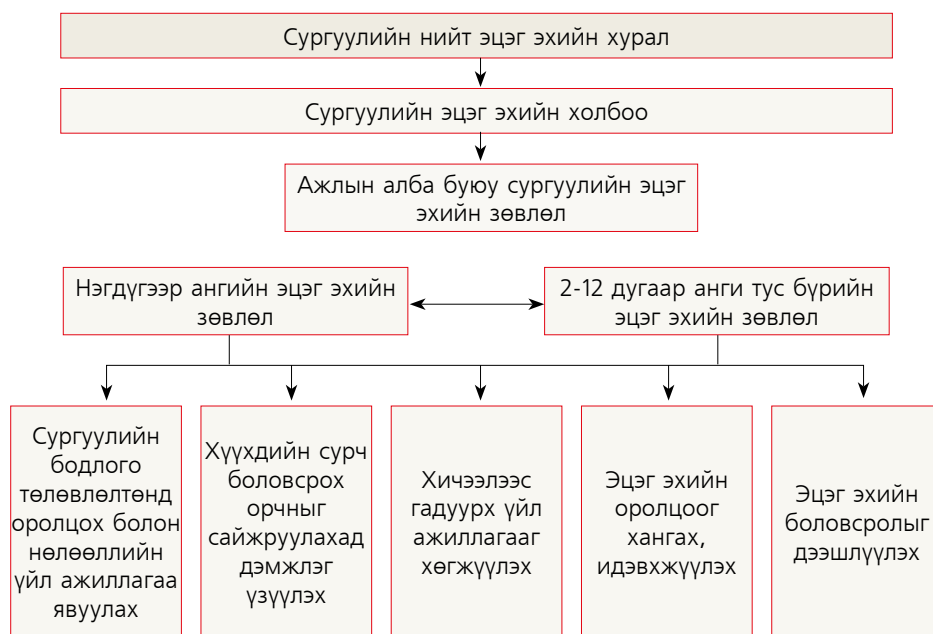 Сургуулийн нийт эцэг эхийн хурал
Сургуулийн эцэг эхийн холбоо
Ажлын алба буюу сургуулийн эцэг
эхийн зөвлөл
Нэгдүгээр ангийн эцэг эхийн
зөвлөл
2-12 дугаар анги тус бүрийн
эцэг эхийн зөвлөл
Сургуулийн
бодлого
төлөвлөлтөнд
оролцох болон
нөлөөллийн
үйл ажиллагаа
явуулах
Хүүхдийн сурч
боловсрох
орчныг
сайжруулахад
дэмжлэг
үзүүлэх
Хичээлээс
гадуурх үйл
ажиллагааг
хөгжүүлэх
Эцэг эхийн
оролцоог
хангах,
идэвхжүүлэх
Эцэг эхийн
боловсролыг
дээшлүүлэх